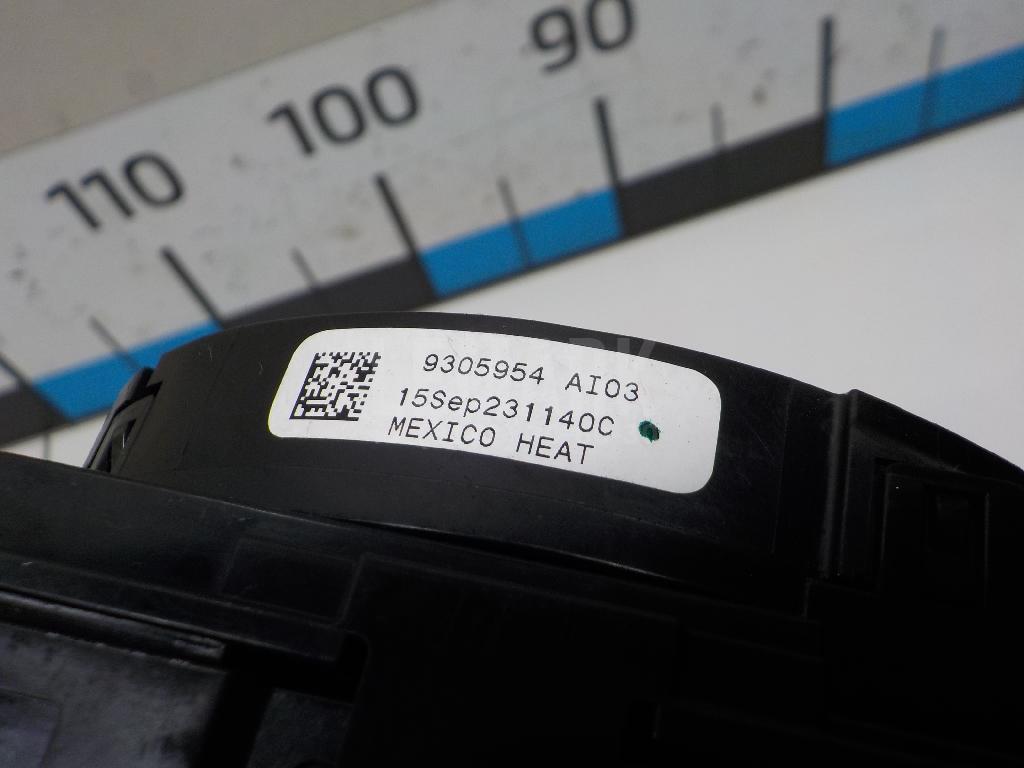 110 100 90
9305954 AI03
15Sep231140C
MEXICO HEAT